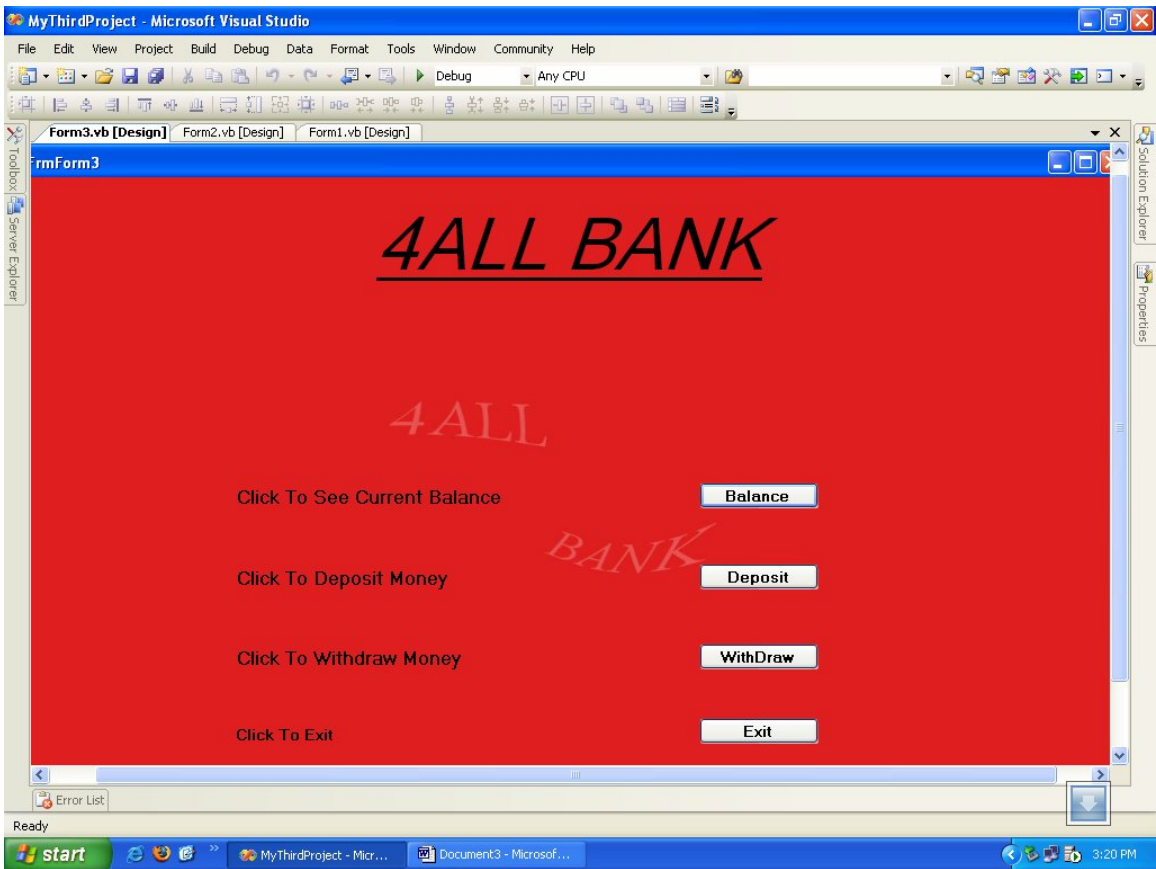 MyThirdProject - Microsoft Visual Studio
File Edit View Project Build Debug Data Format Tools Window Community Help
Debug Any CPU
Form3.vb [Design] Form2.vb [Design] Form1.vb [Design]
Toolbox
Server Explorer
Solution Explorer
Properties
FrmForm3
4ALL BANK
4ALL
Click To See Current Balance Balance
BANK
Click To Deposit Money Deposit
Click To Withdraw Money WithDraw
Click To Exit Exit
Error List
Ready
start MyThirdProject - Micr... Document3 - Microsof... 3:20 PM